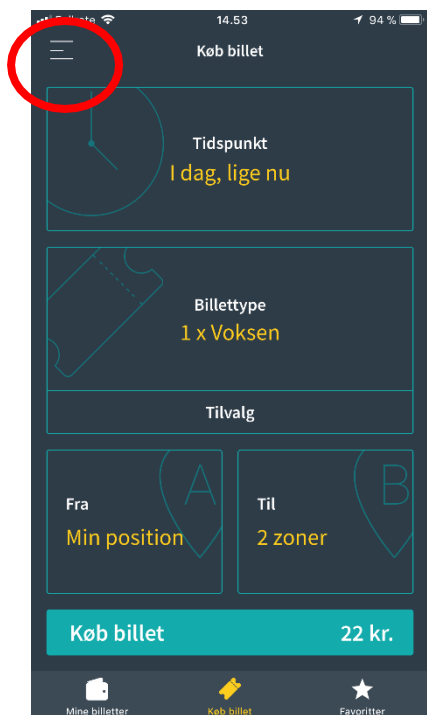 14.53
94 %
Køb billet
Tidspunkt
I dag, lige nu
Billettype
1 x Voksen
Tilvalg
A
Fra
Min position
B
Til
2 zoner
Køb billet 22 kr.
Mine billetter
Køb billet
Favoritter